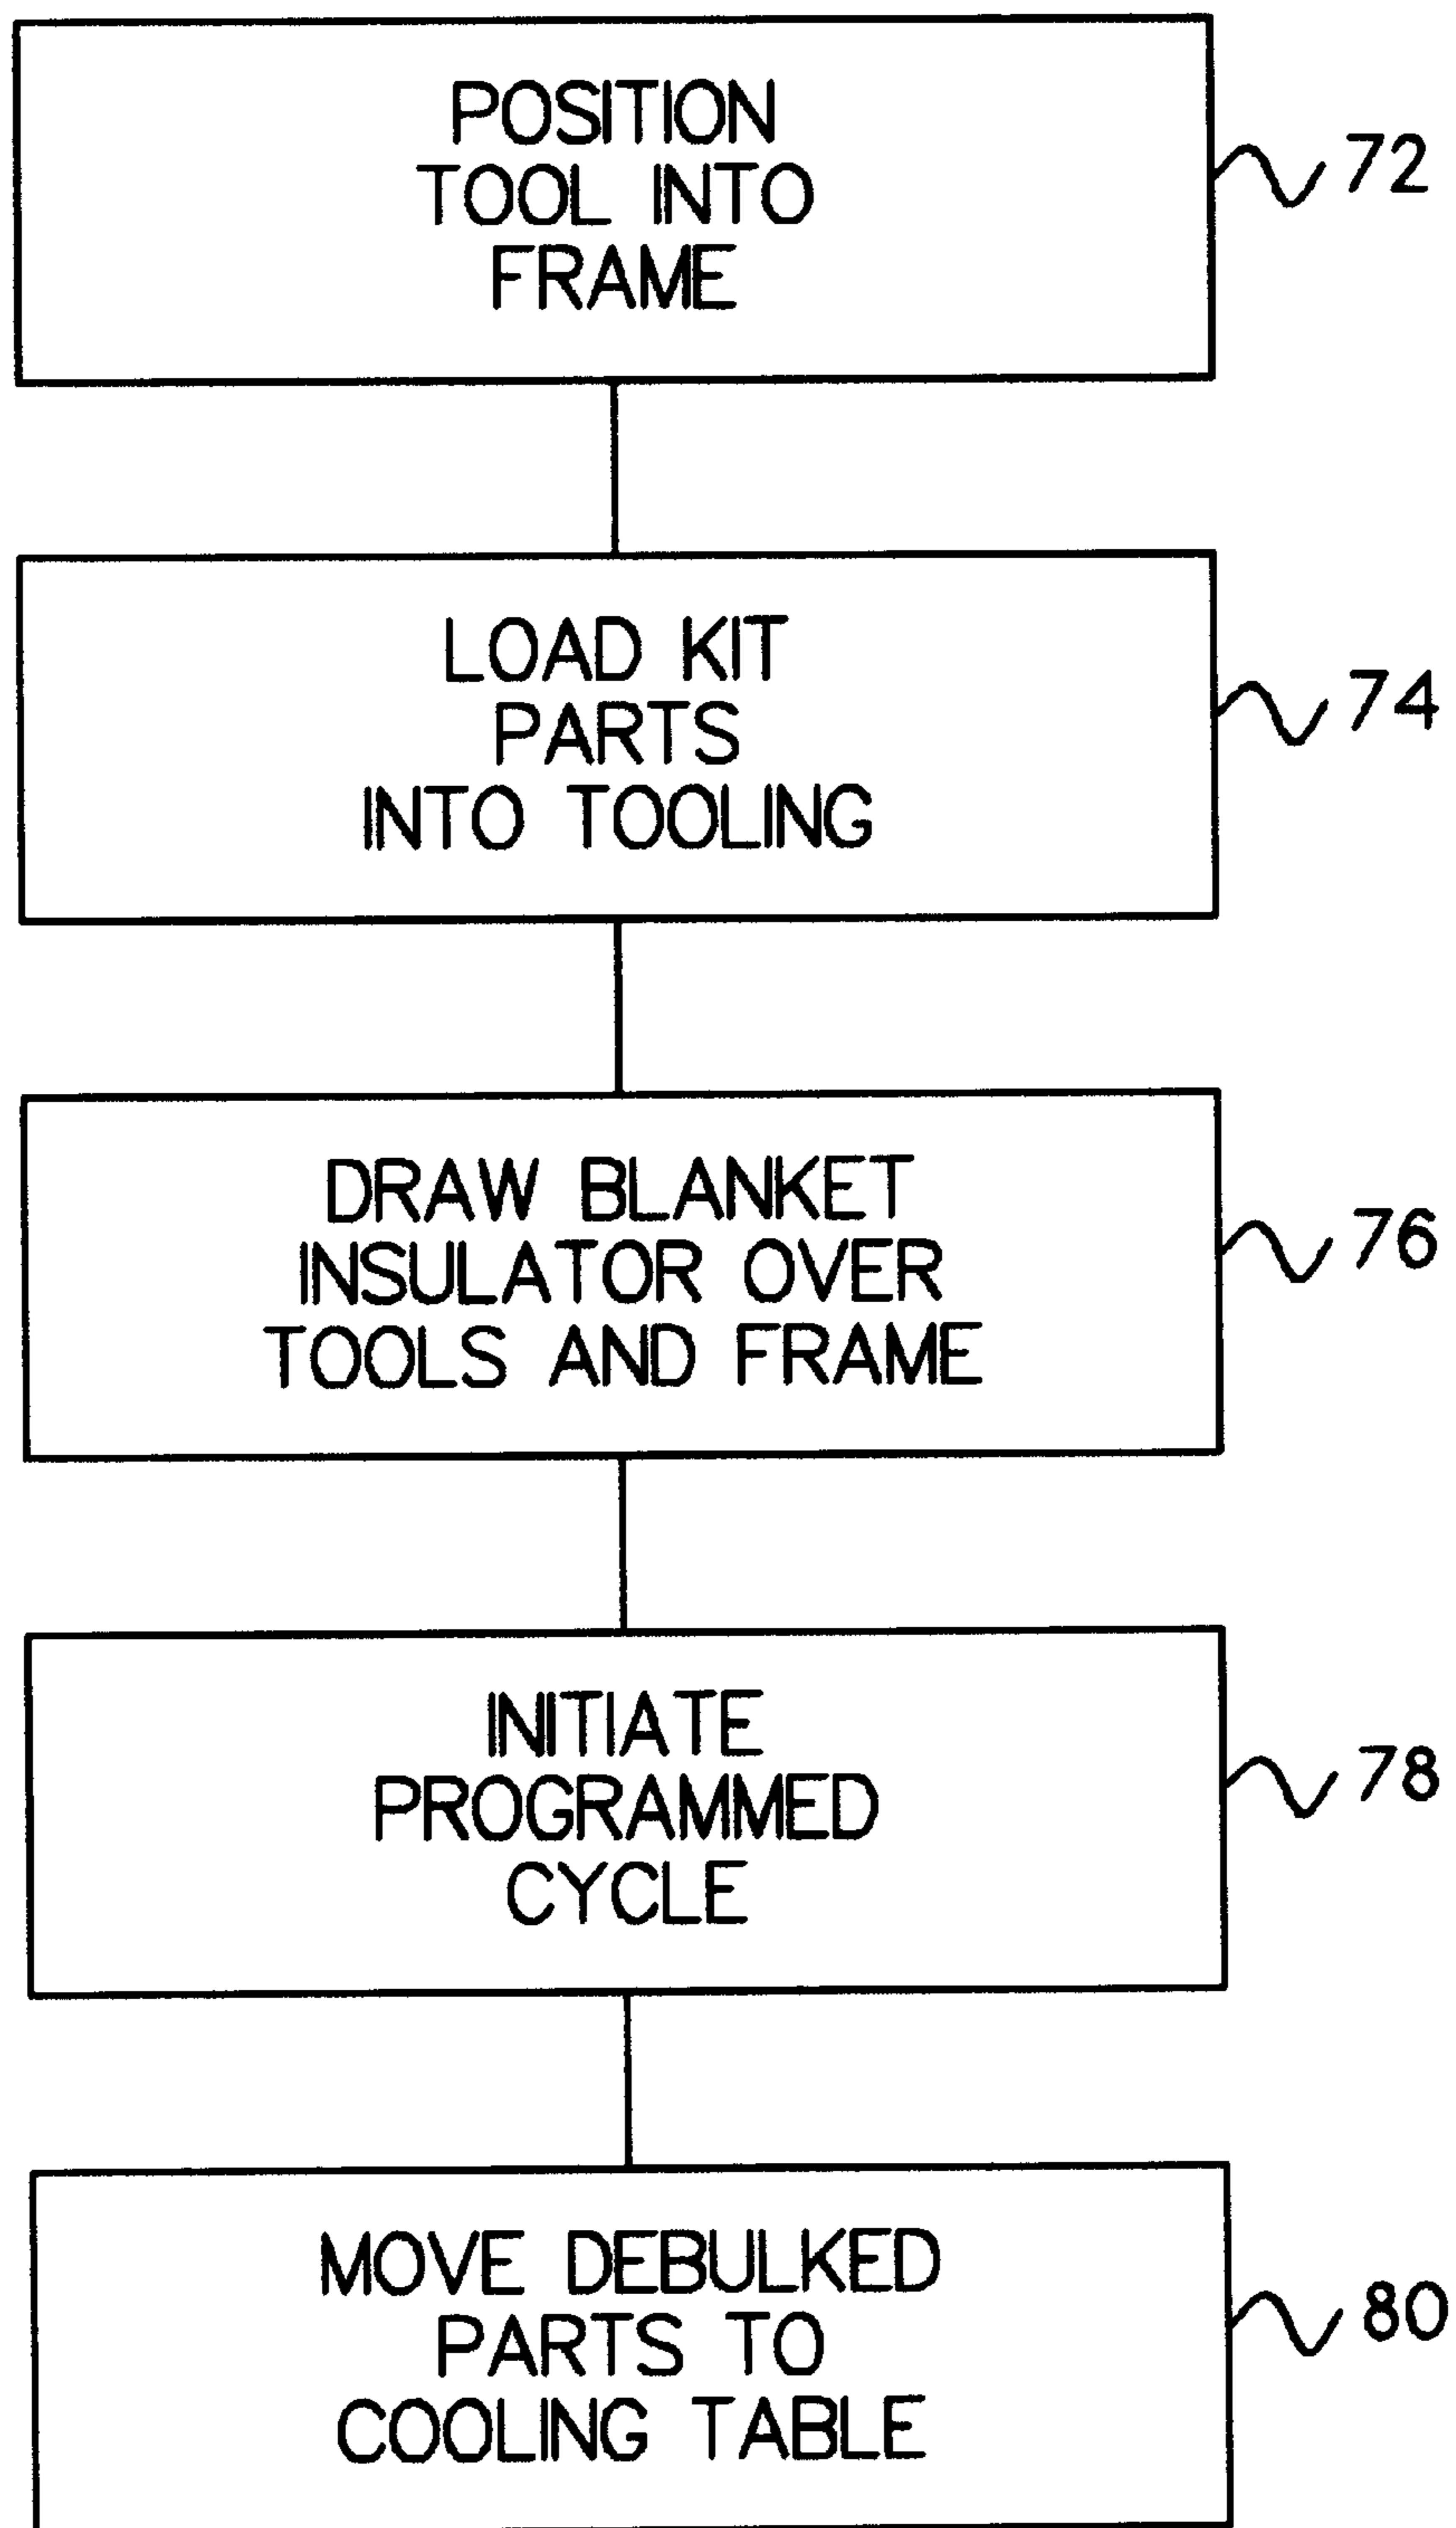 POSITION
TOOL INTO
FRAME
72
LOAD KIT
PARTS
INTO TOOLING
74
DRAW BLANKET
INSULATOR OVER
TOOLS AND FRAME
76
INITIATE
PROGRAMMED
CYCLE
78
MOVE DEBULKED
PARTS TO
COOLING TABLE
80